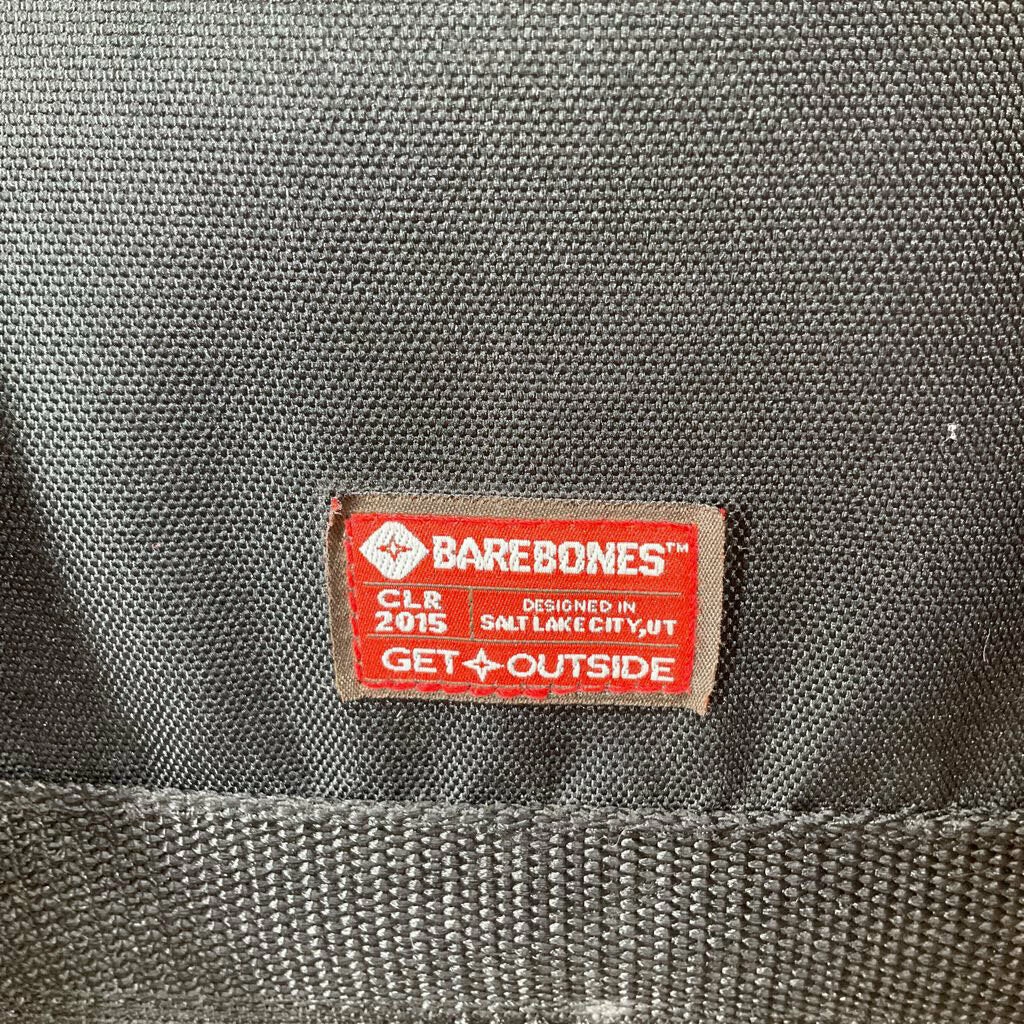 BAREBONES™
CLR
2015
DESIGNED IN
SALT LAKE CITY, UT
GET OUTSIDE